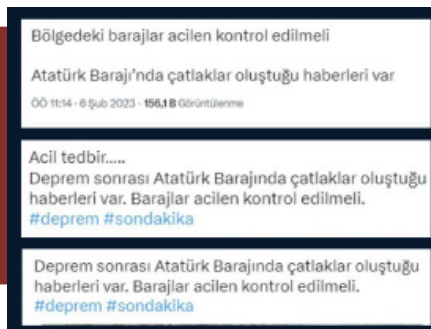 Bölgedeki barajlar acilen kontrol edilmeli
Atatürk Barajı'nda çatlaklar oluştuğu haberleri var
ÖÖ 11:14 · 6 Şub 2023 · 156,1 B Görüntülenme
Acil tedbir.....
Deprem sonrası Atatürk Barajında çatlaklar oluştuğu
haberleri var. Barajlar acilen kontrol edilmeli.
#deprem #sondakika
Deprem sonrası Atatürk Barajında çatlaklar oluştuğu
haberleri var. Barajlar acilen kontrol edilmeli.
#deprem #sondakika